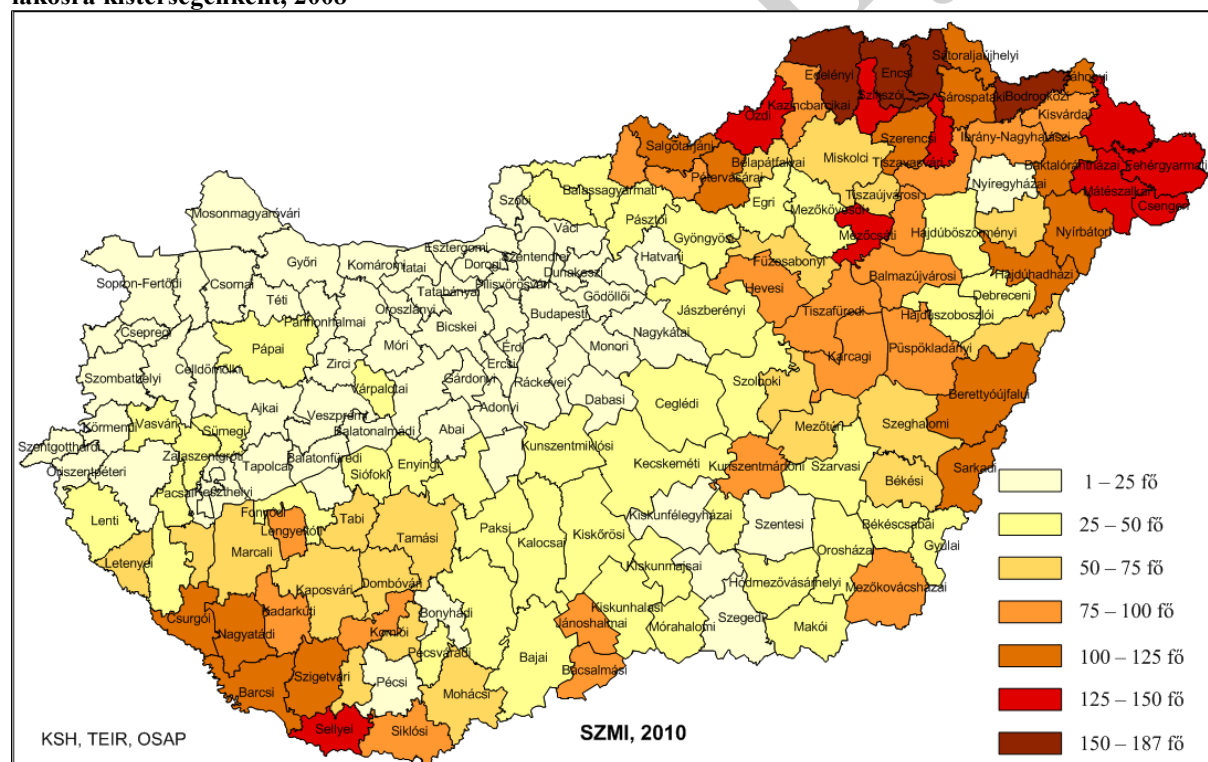 lakosra kistérségenként, 2008
Sátoraljaújhelyi
Edelényi
Encsi
Szikszói
Záhonyi
Sárospataki
Bodrogközi
Ózdi
Kazincbarcikai
Kisvárdai
Szerencsi
Ibrány-Nagyhalászi
Salgótarjáni
Bélapátfalvai
Miskolci
Tiszavasvári
Baktalórántházai
Fehérgyarmati
Pétervásárai
Balassagyarmati
Nyíregyházai
Mátészalkai
Szobi
Egri
Mezőkövesdi
Tiszaújvárosi
Csengeri
Mosonmagyaróvári
Pásztói
Váci
Mezőcsáti
Hajdúböszörményi
Nyírbátori
Gyöngyösi
Esztergomi
Szentendrei
Győri
Komáromi
Tatai
Dorogi
Dunakeszi
Hatvani
Füzesabonyi
Balmazújvárosi
Hajdúhadházi
Sopron-Fertődi
Csornai
Téti
Tatabányai
Pilisvörösvári
Gödöllői
Hevesi
Debreceni
Pannonhalmai
Oroszlányi
Bicskei
Budapesti
Jászberényi
Tiszafüredi
Hajdúszoboszlói
Csepregi
Pápai
Zirci
Móri
Érdi
Monori
Nagykátai
Karcagi
Püspökladányi
Szombathelyi
Celldömölki
Várpalotai
Gárdonyi
Ercsi
Ráckevei
Szolnoki
Ajkai
Veszprémi
Adonyi
Dabasi
Ceglédi
Berettyóújfalui
Körmendi
Vasvári
Sümegi
Balatonalmádi
Abai
Mezőtúri
Szeghalomi
Szentgotthárdi
Zalaszentgróti
Balatonfüredi
Kunszentmiklósi
Őriszentpéteri
Tapolcai
Siófoki
Enyingi
Kecskeméti
Kunszentmártoni
Szarvasi
Sarkadi
1 – 25 fő
Pacsai
Keszthelyi
Békési
Lenti
Fonyódi
Lengyeltóti
Tabi
Tamási
Paksi
Kalocsai
Kiskőrösi
Kiskunfélegyházai
Szentesi
Békéscsabai
25 – 50 fő
Letenyei
Marcali
Kiskunmajsai
Orosházai
Gyulai
Kaposvári
Dombóvári
Hódmezővásárhelyi
Mezőkovácsházai
50 – 75 fő
Csurgói
Nagyatádi
Kadarkúti
Bonyhádi
Kiskunhalasi
75 – 100 fő
Komlói
Jánoshalmai
Mórahalomi
Szegedi
Makói
Pécsváradi
Bajai
Szigetvári
Pécsi
Bácsalmási
100 – 125 fő
Barcsi
Mohácsi
125 – 150 fő
Sellyei
Siklósi
KSH, TEIR, OSAP
SZMI, 2010
150 – 187 fő